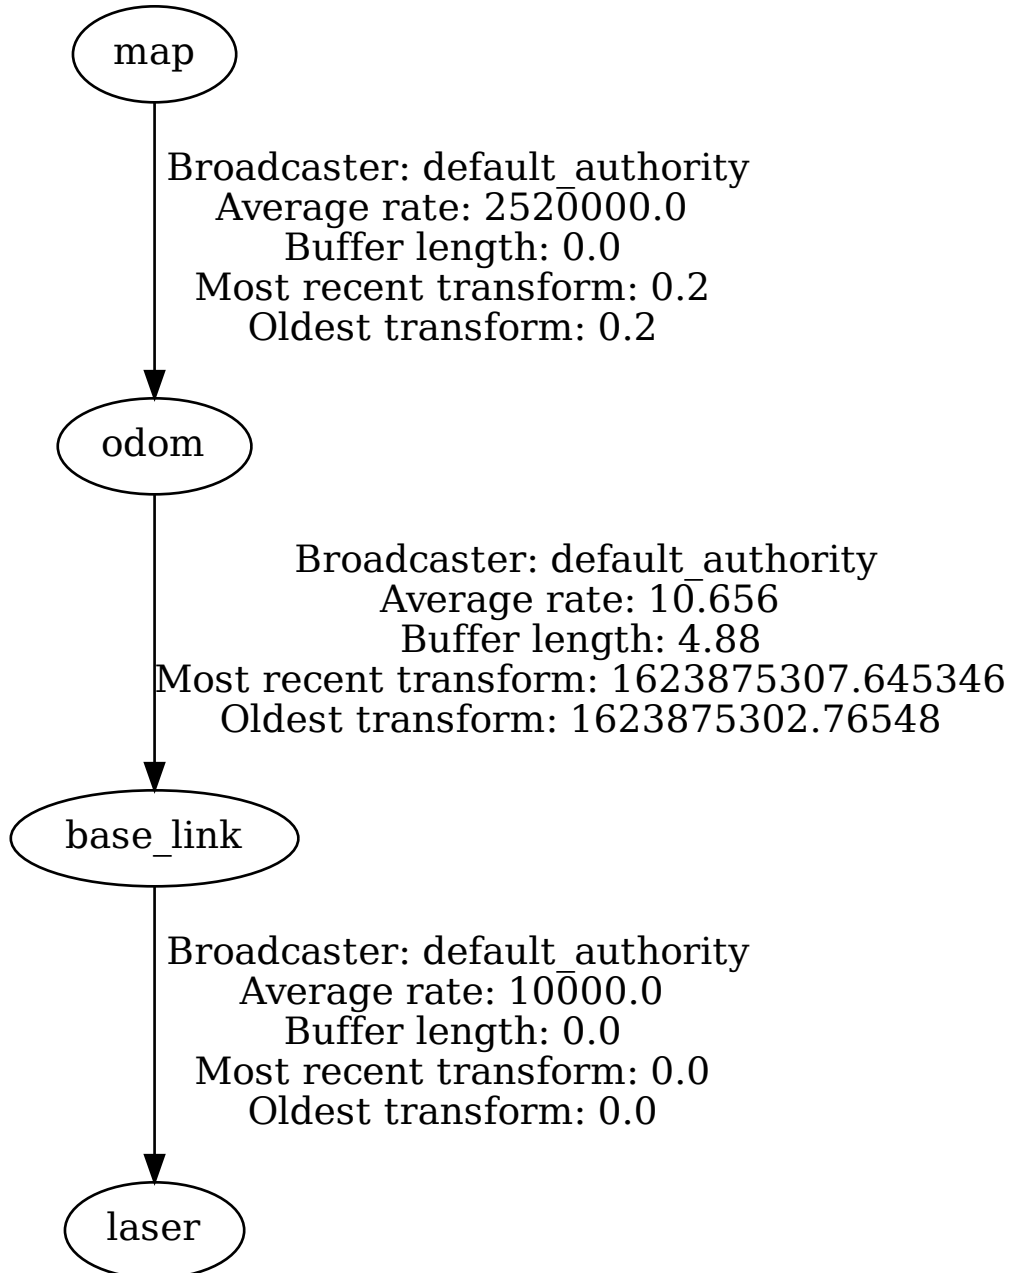 map
Broadcaster: default_authority
Average rate: 2520000.0
Buffer length: 0.0
Most recent transform: 0.2
Oldest transform: 0.2
odom
Broadcaster: default_authority
Average rate: 10.656
Buffer length: 4.88
Most recent transform: 1623875307.645346
Oldest transform: 1623875302.76548
base_link
Broadcaster: default_authority
Average rate: 10000.0
Buffer length: 0.0
Most recent transform: 0.0
Oldest transform: 0.0
laser